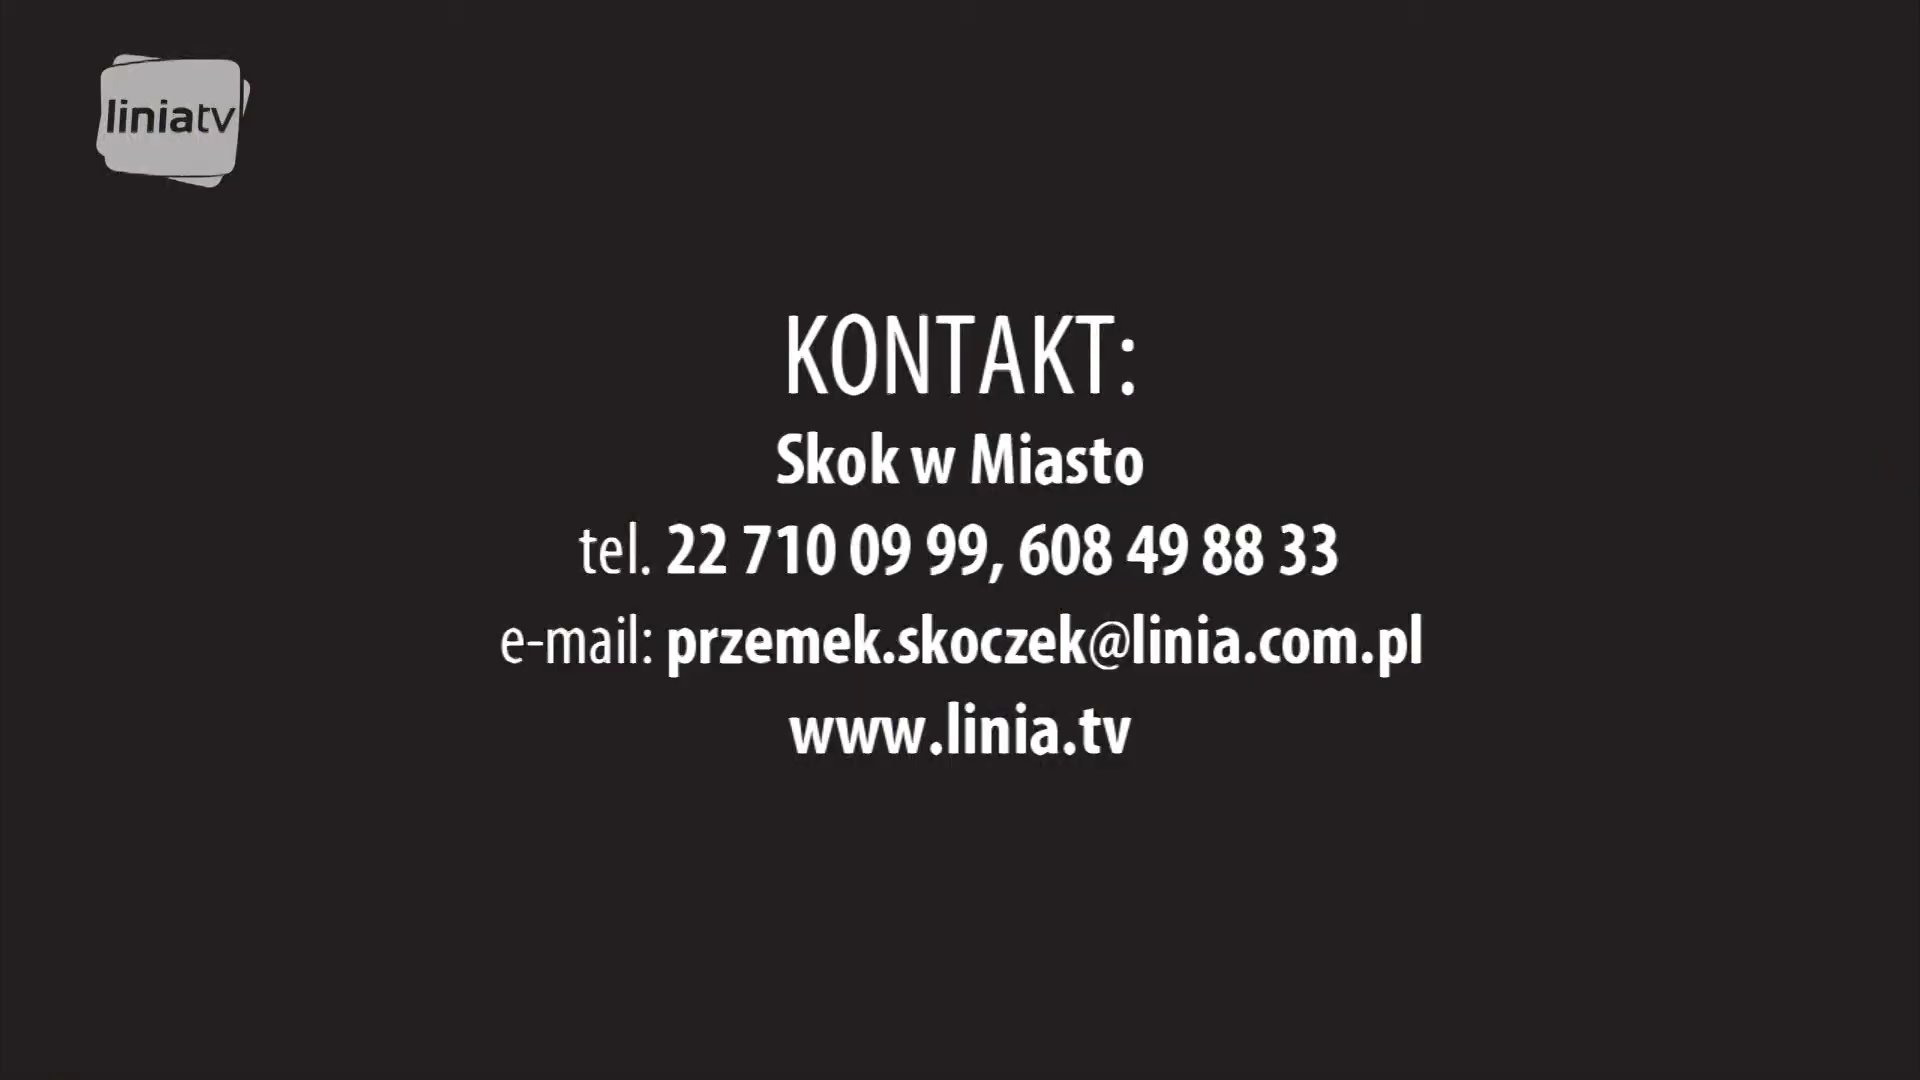 liniatv
KONTAKT:
Skok w Miasto
tel. 22 710 09 99, 608 49 88 33
e-mail: przemek.skoczek@linia.com.pl
www.linia.tv